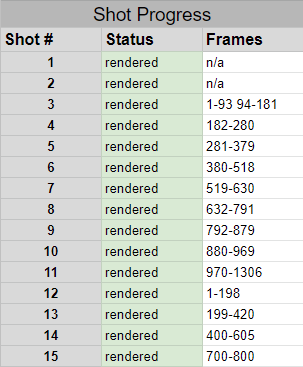 Shot Progress
Shot # Status Frames
1 rendered n/a
2 rendered n/a
3 rendered 1-93 94-181
4 rendered 182-280
5 rendered 281-379
6 rendered 380-518
7 rendered 519-630
8 rendered 632-791
9 rendered 792-879
10 rendered 880-969
11 rendered 970-1306
12 rendered 1-198
13 rendered 199-420
14 rendered 400-605
15 rendered 700-800